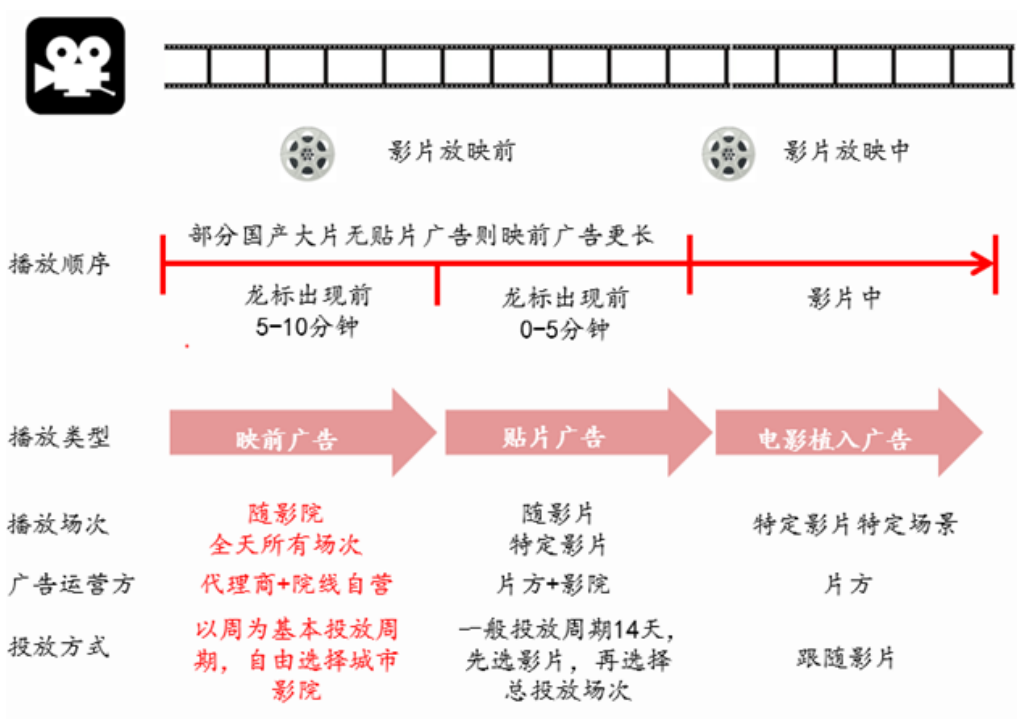 影片放映前
影片放映中
部分国产大片无贴片广告则映前广告更长
播放顺序
龙标出现前
5-10分钟
龙标出现前
0-5分钟
影片中
播放类型
映前广告
贴片广告
电影植入广告
播放场次
随影院
全天所有场次
随影片
特定影片
特定影片特定场景
广告运营方
代理商+院线自营
片方+影院
片方
投放方式
以周为基本投放周
期，自由选择城市
影院
一般投放周期14天，
先选影片，再选择
总投放场次
跟随影片